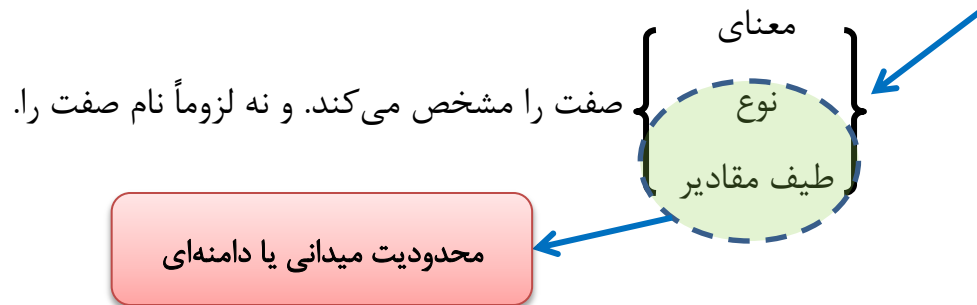 معنای
نوع
طیف مقادیر
صفت را مشخص می‌کند. و نه لزوماً نام صفت را.
محدودیت میدانی یا دامنه‌ای